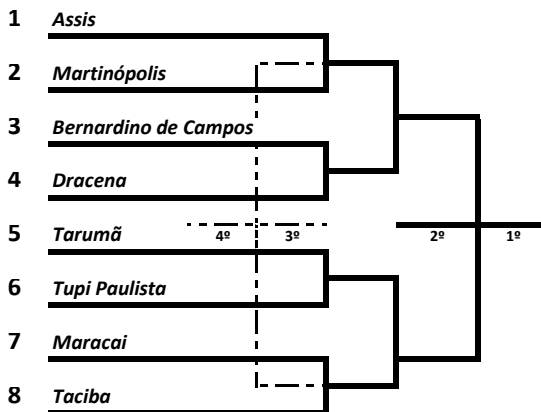 1 Assis
2 Martinópolis
3 Bernardino de Campos
4 Dracena
4º 3º 2º 1º
5 Tarumã
6 Tupi Paulista
7 Maracai
8 Taciba